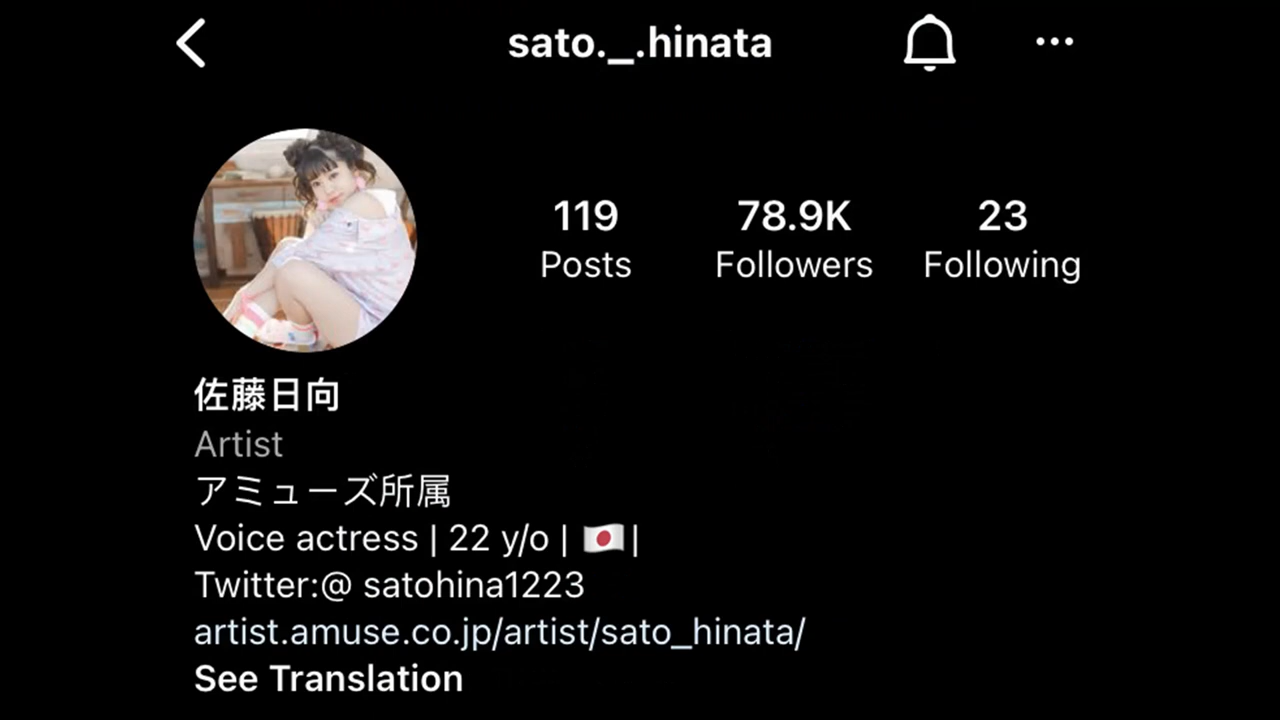 sato._.hinata
119 78.9K 23
Posts Followers Following
佐藤日向
Artist
アミューズ所属
Voice actress | 22 y/o | 🇯🇵|
Twitter:@ satohina1223
artist.amuse.co.jp/artist/sato_hinata/
See Translation